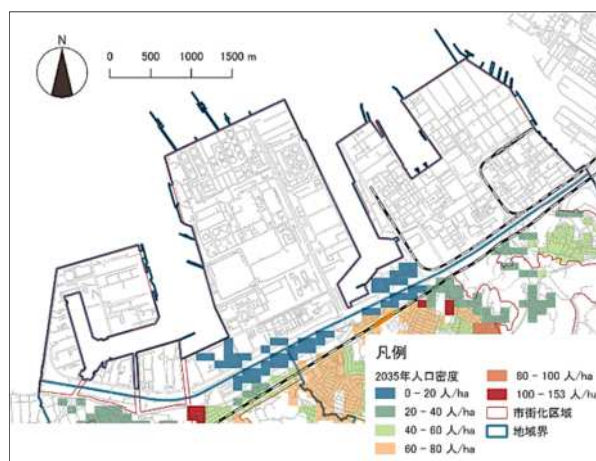 N
0 500 1000 1500 m
凡例
2035年人口密度
0 - 20 人/ha
20 - 40 人/ha
40 - 60 人/ha
60 - 80 人/ha
80 - 100 人/ha
100 - 153 人/ha
市街化区域
地域界